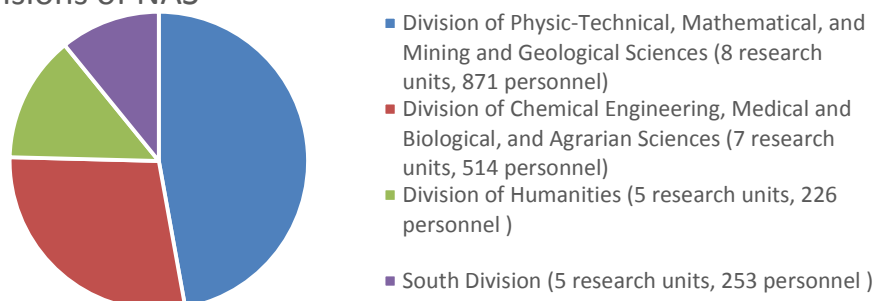 of NAS
Division of Physic-Technical, Mathematical, and
Mining and Geological Sciences (8 research
units, 871 personnel)
Division of Chemical Engineering, Medical and
Biological, and Agrarian Sciences (7 research
units, 514 personnel)
Division of Humanities (5 research units, 226
personnel )
South Division (5 research units, 253 personnel )